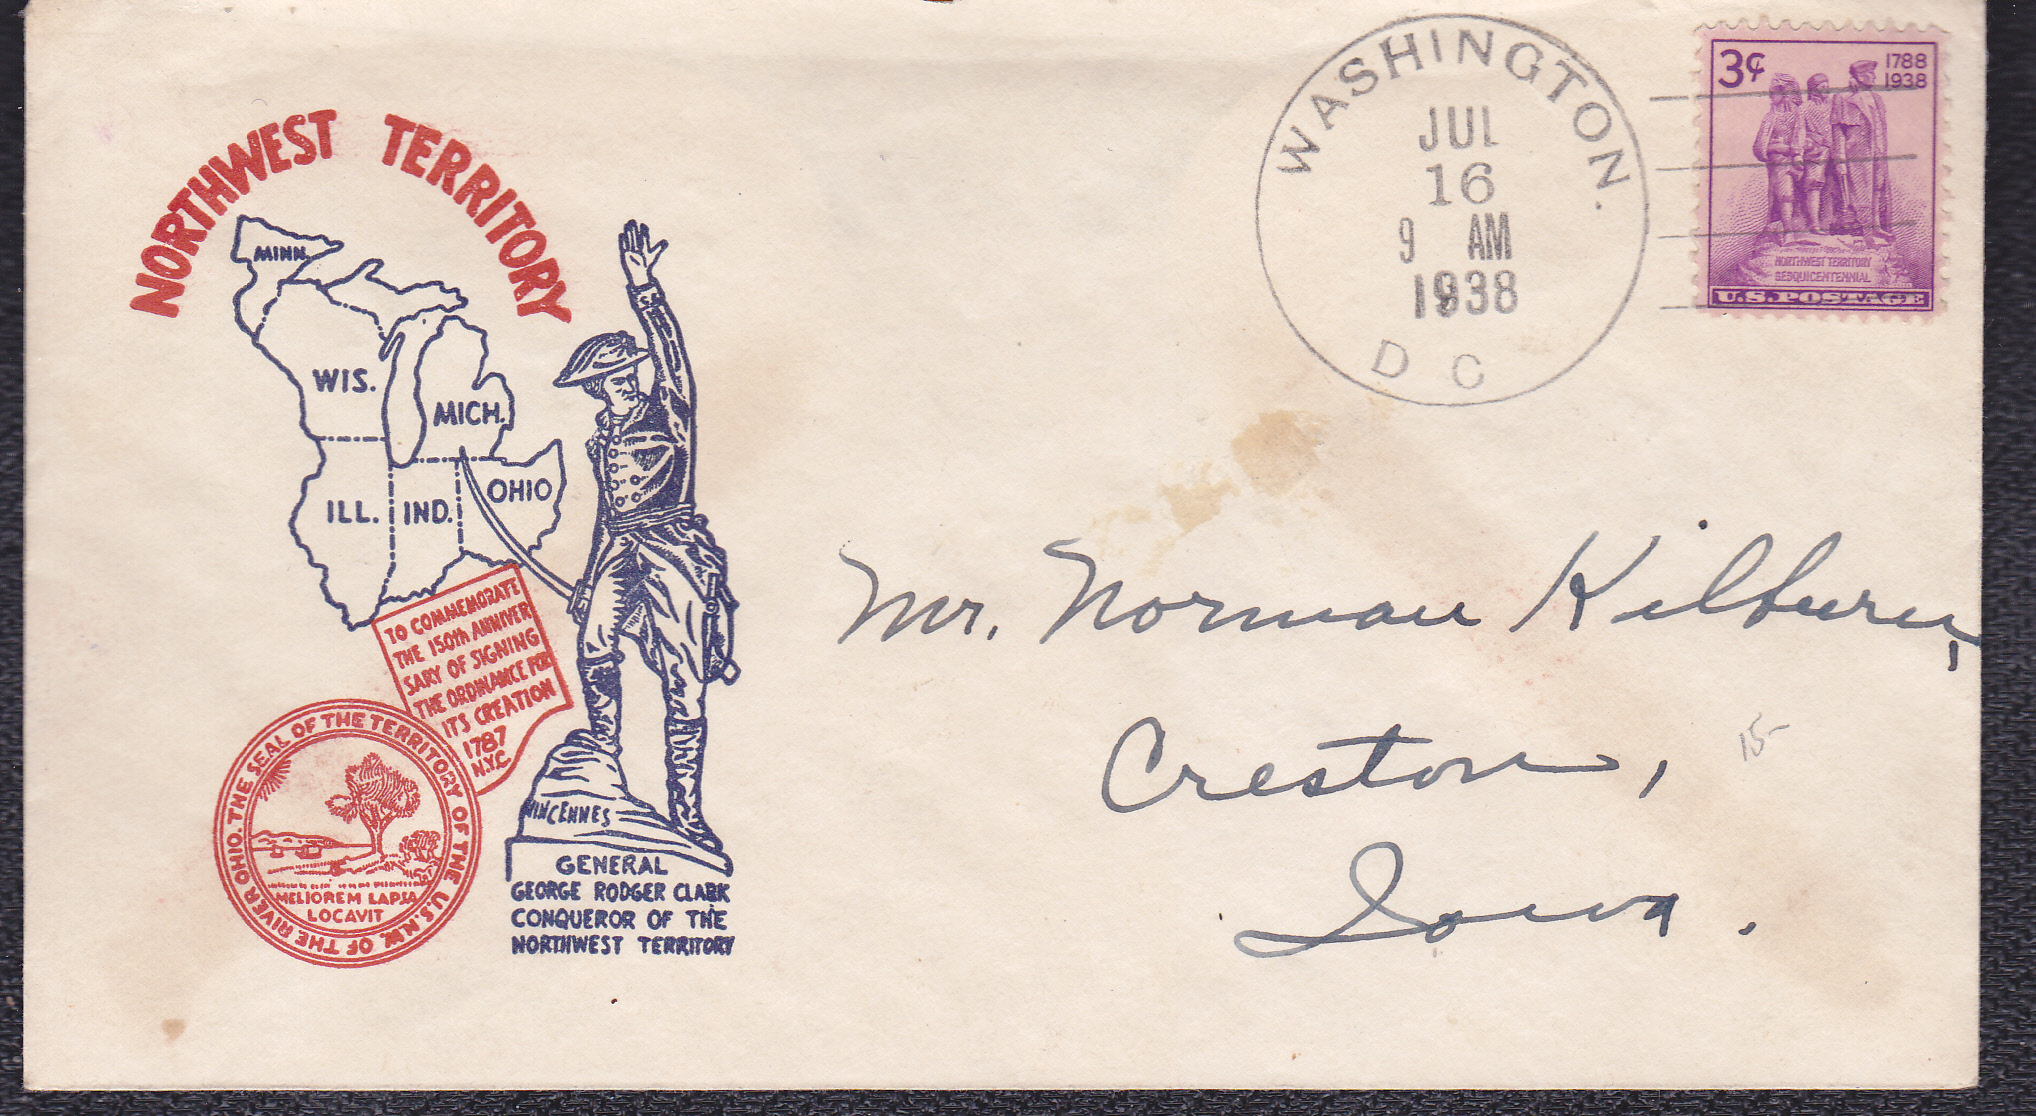 NORTHWEST TERRITORY
MINN.
WIS.
MICH.
ILL.
IND.
OHIO
TO COMMEMORATE
THE 150th ANNIVER
SARY OF SIGNING
THE ORDINANCE FOR
ITS CREATION
1787
N.Y.C.
THE SEAL OF THE TERRITORY OF THE U.S. N.W. OF THE RIVER OHIO.
MELIOREM LAPSA
LOCAVIT
VINCENNES
GENERAL
GEORGE RODGER CLARK
CONQUEROR OF THE
NORTHWEST TERRITORY
WASHINGTON.
JUL
16
9 AM
1938
D C
3¢
1788
1938
NORTHWEST TERRITORY
SESQUICENTENNIAL
U.S. POSTAGE
Mr. Norman Kilburn,
Creston,
Iowa.
15-